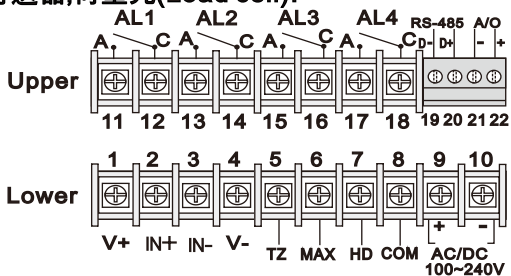 (Load cell):
AL1 AL2 AL3 AL4 RS-485 A/O
A C A C A C A C D- D+ - +
Upper
11 12 13 14 15 16 17 18 19 20 21 22
1 2 3 4 5 6 7 8 9 10
Lower
+ -
V+ IN+ IN- V- TZ MAX HD COM AC/DC
100~240V